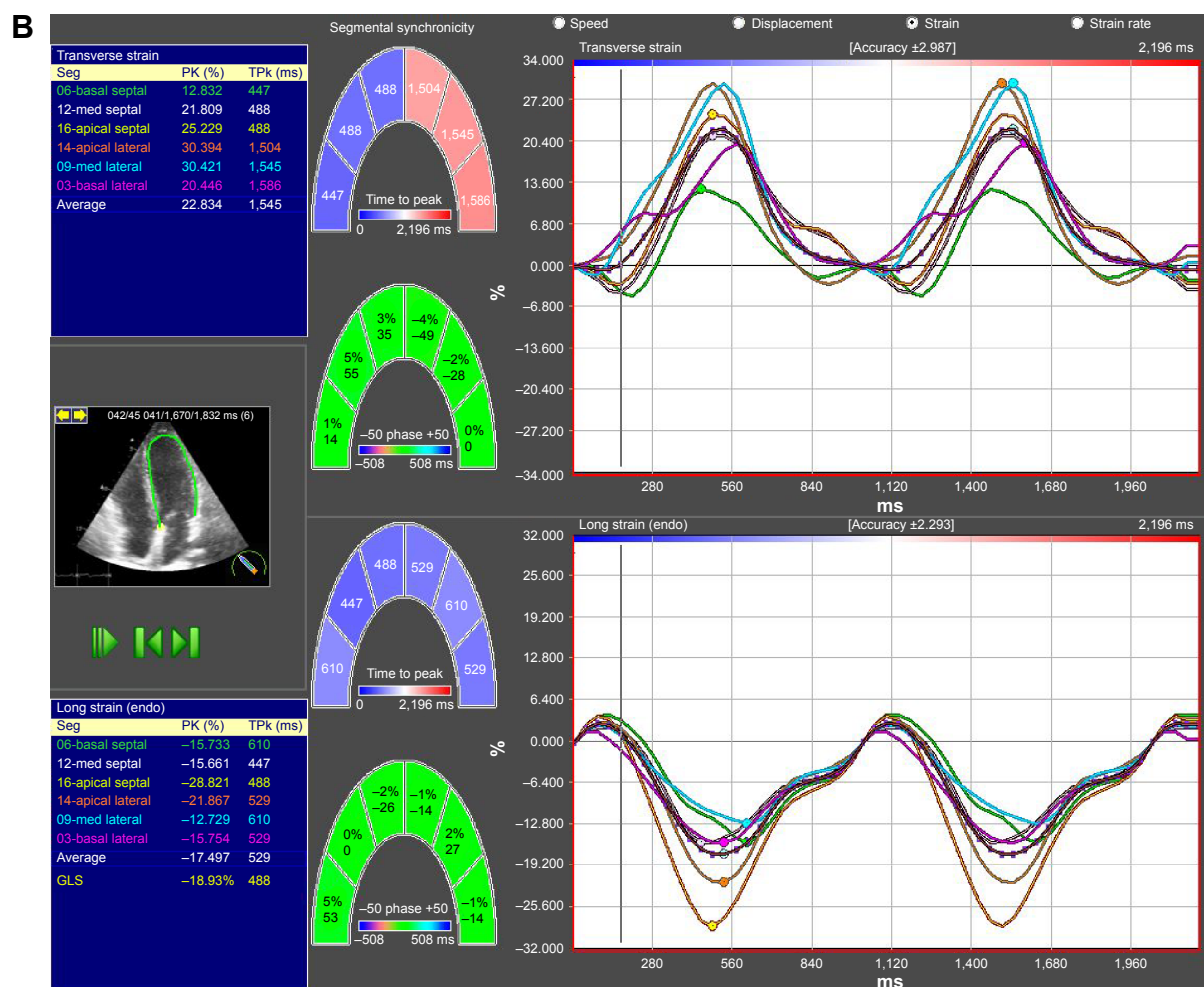 B
Segmental synchronicity
Speed Displacement Strain Strain rate
Transverse strain
Seg PK (%) TPk (ms)
06-basal septal 12.832 447
12-med septal 21.809 488
16-apical septal 25.229 488
14-apical lateral 30.394 1,504
09-med lateral 30.421 1,545
03-basal lateral 20.446 1,586
Average 22.834 1,545
488 1,504
488 1,545
447 1,586
Time to peak
0 2,196 ms
3% –4%
35 –49
5% –2%
55 –28
1% 0%
14 0
–50 phase +50
–508 508 ms
Transverse strain [Accuracy ±2.987] 2,196 ms
34.000
27.200
20.400
13.600
6.800
0.000
–6.800
–13.600
–20.400
–27.200
–34.000
%
280 560 840 1,120 1,400 1,680 1,960
ms
042/45 041/1,670/1,832 ms (6)
488 529
447 610
610 529
Time to peak
0 2,196 ms
Long strain (endo)
Seg PK (%) TPk (ms)
06-basal septal –15.733 610
12-med septal –15.661 447
16-apical septal –28.821 488
14-apical lateral –21.867 529
09-med lateral –12.729 610
03-basal lateral –15.754 529
Average –17.497 529
GLS –18.93% 488
–2% –1%
–26 –14
0% 2%
0 27
5% –1%
53 –14
–50 phase +50
–508 508 ms
Long strain (endo) [Accuracy ±2.293] 2,196 ms
32.000
25.600
19.200
12.800
6.400
0.000
–6.400
–12.800
–19.200
–25.600
–32.000
%
280 560 840 1,120 1,400 1,680 1,960
ms